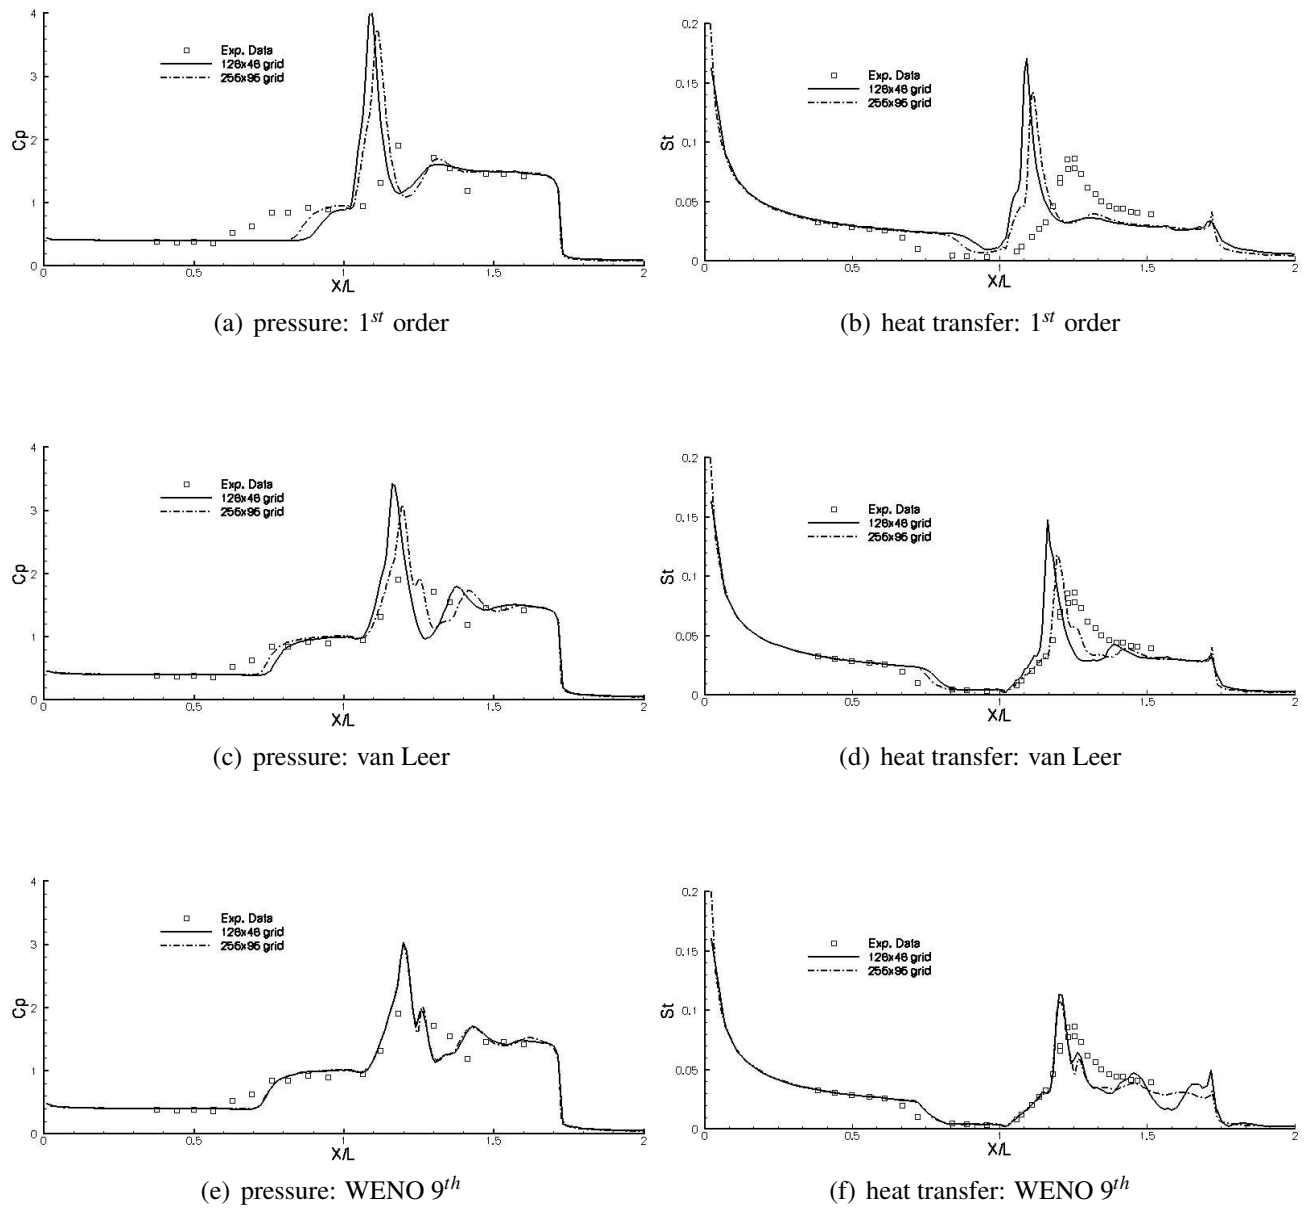 4
3
2
1
0
0
0.5
1
1.5
2
Cp
X/L
Exp. Data
128x48 grid
256x96 grid
(a) pressure: 1st order
0.2
0.15
0.1
0.05
0
0
0.5
1
1.5
2
St
X/L
Exp. Data
128x48 grid
256x96 grid
(b) heat transfer: 1st order
4
3
2
1
0
0
0.5
1
1.5
2
Cp
X/L
Exp. Data
128x48 grid
256x96 grid
(c) pressure: van Leer
0.2
0.15
0.1
0.05
0
0
0.5
1
1.5
2
St
X/L
Exp. Data
128x48 grid
256x96 grid
(d) heat transfer: van Leer
4
3
2
1
0
0
0.5
1
1.5
2
Cp
X/L
Exp. Data
128x48 grid
256x96 grid
(e) pressure: WENO 9th
0.2
0.15
0.1
0.05
0
0
0.5
1
1.5
2
St
X/L
Exp. Data
128x48 grid
256x96 grid
(f) heat transfer: WENO 9th